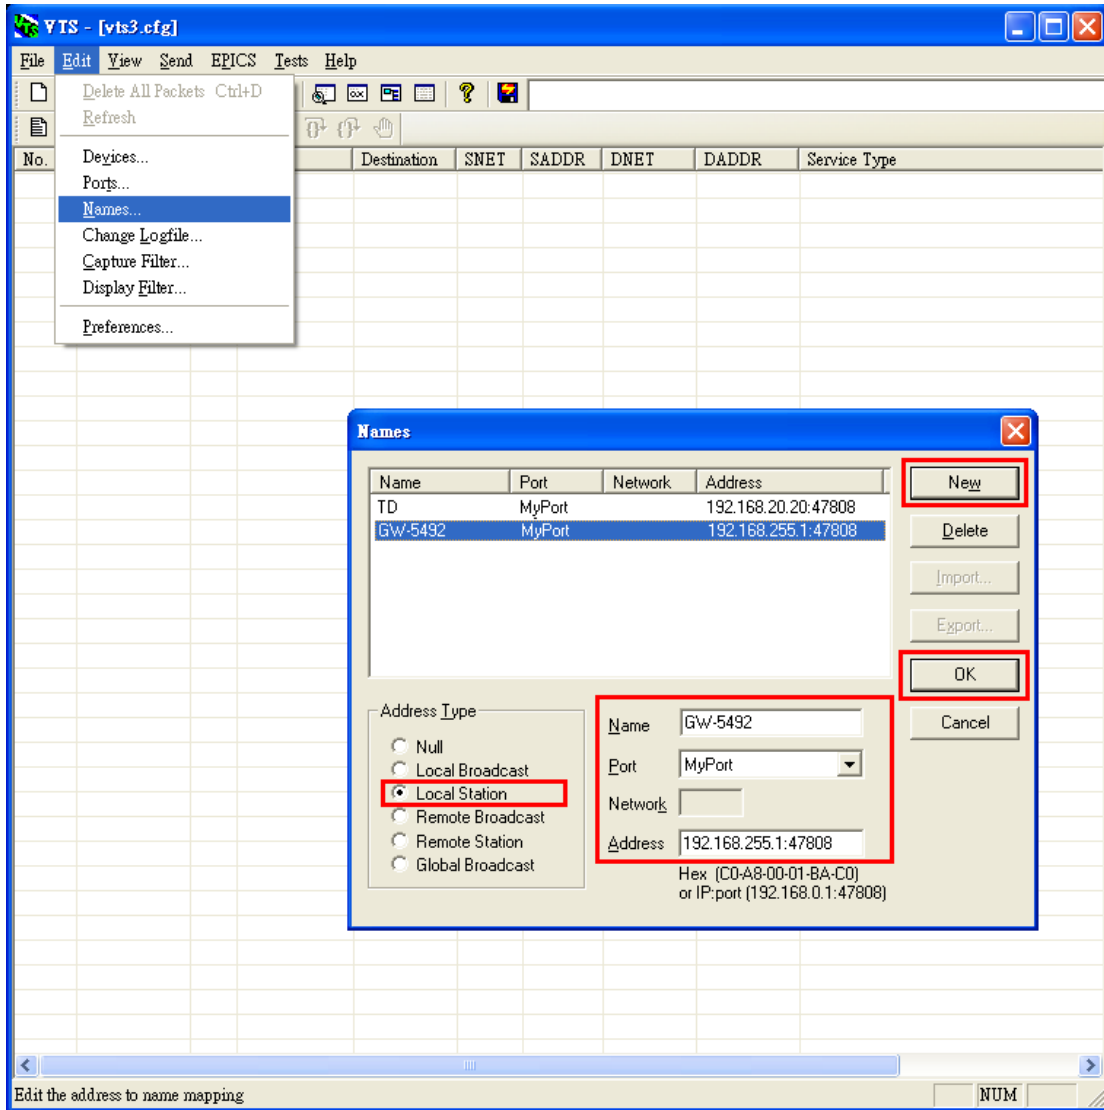 VTS - [vts3.cfg]
File Edit View Send EPICS Tests Help
Delete All Packets Ctrl+D
Refresh
Devices...
Ports...
Names...
Change Logfile...
Capture Filter...
Display Filter...
Preferences...
No. Destination SNET SADDR DNET DADDR Service Type
Names
Name Port Network Address
TD MyPort 192.168.20.20:47808
GW-5492 MyPort 192.168.255.1:47808
New
Delete
Import...
Export...
OK
Cancel
Address Type
Null
Local Broadcast
Local Station
Remote Broadcast
Remote Station
Global Broadcast
Name GW-5492
Port MyPort
Network
Address 192.168.255.1:47808
Hex (C0-A8-00-01-BA-C0)
or IP:port (192.168.0.1:47808)
Edit the address to name mapping NUM